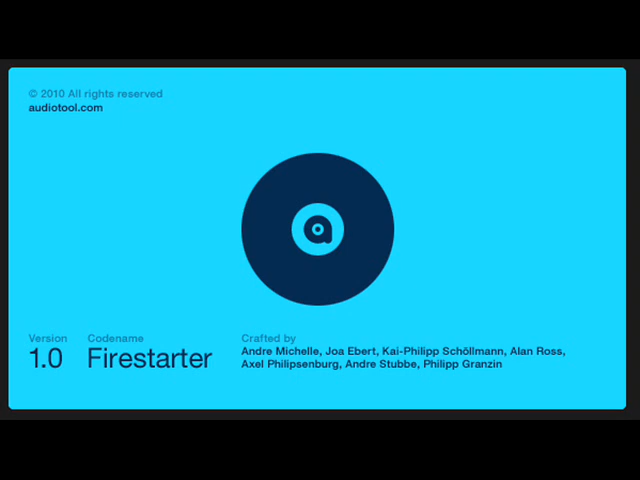 © 2010 All rights reserved
audiotool.com
Version
1.0
Codename
Firestarter
Crafted by
Andre Michelle, Joa Ebert, Kai-Philipp Schöllmann, Alan Ross,
Axel Philipsenburg, Andre Stubbe, Philipp Granzin